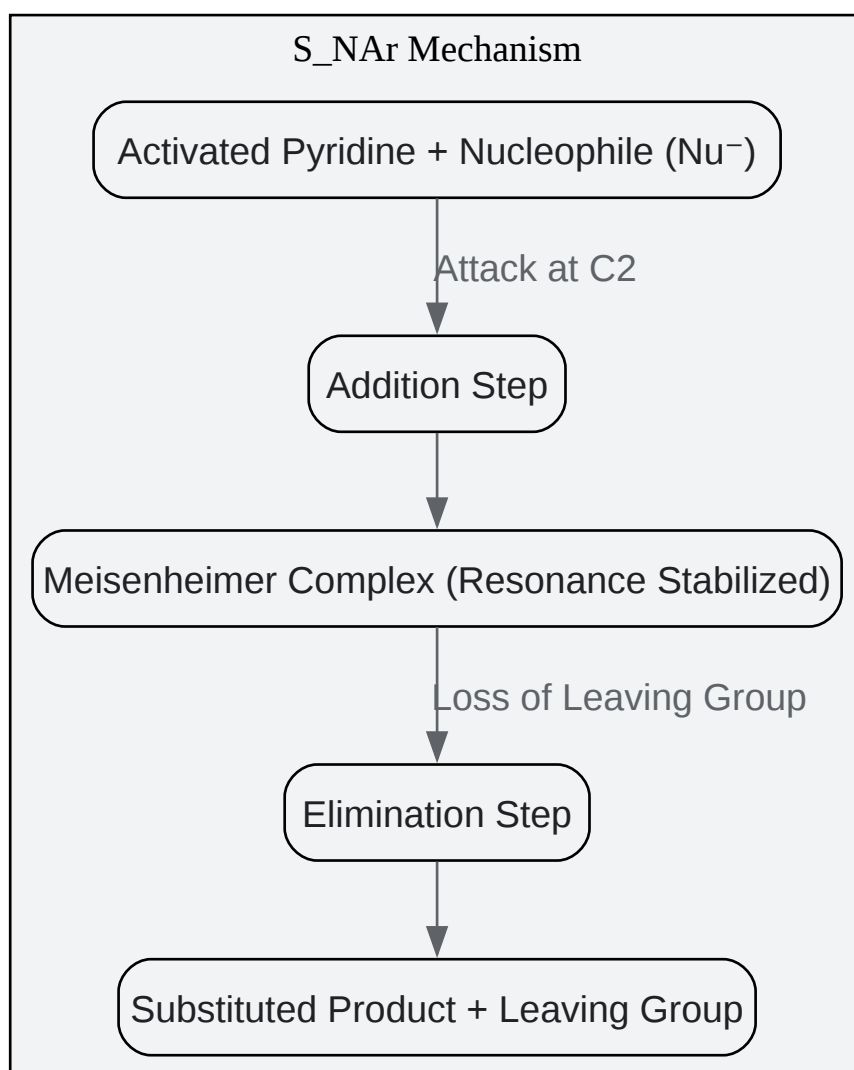 S_NAr Mechanism
Activated Pyridine + Nucleophile (Nu⁻)
Attack at C2
Addition Step
Meisenheimer Complex (Resonance Stabilized)
Loss of Leaving Group
Elimination Step
Substituted Product + Leaving Group